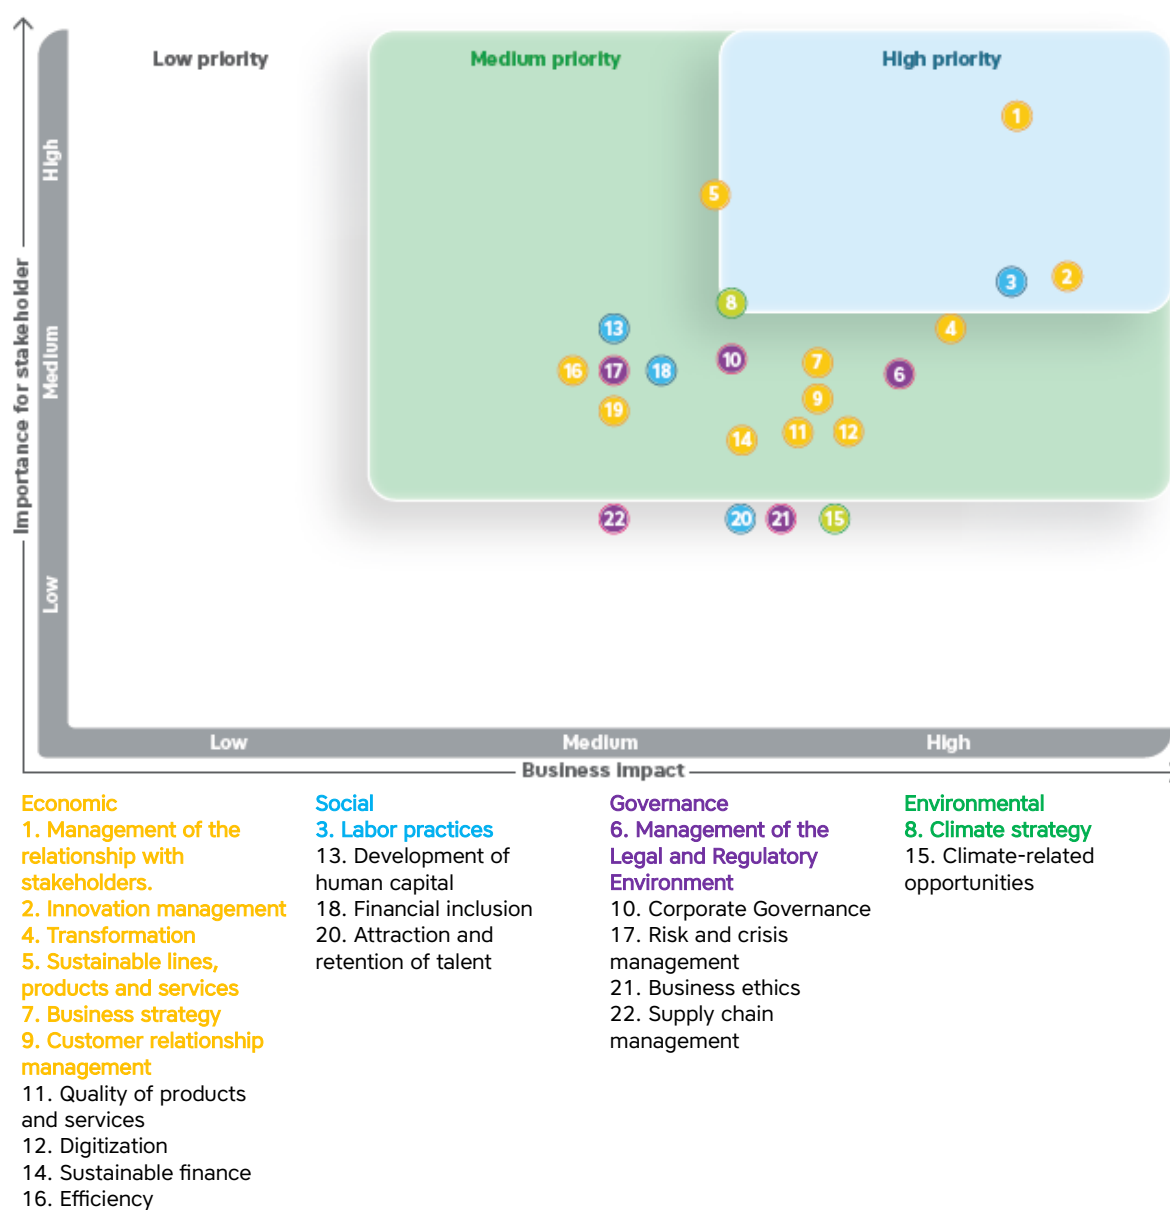 Low priority
Medium priority
High priority
High
Medium
Low
Importance for stakeholder
1
5
2
3
8
4
13
10
7
16
17
18
6
9
19
11
12
14
22
20
21
15
Low
Medium
High
Business impact
Economic
1. Management of the
relationship with
stakeholders.
2. Innovation management
4. Transformation
5. Sustainable lines,
products and services
7. Business strategy
9. Customer relationship
management
11. Quality of products
and services
12. Digitization
14. Sustainable finance
16. Efficiency
Social
3. Labor practices
13. Development of
human capital
18. Financial inclusion
20. Attraction and
retention of talent
Governance
6. Management of the
Legal and Regulatory
Environment
10. Corporate Governance
17. Risk and crisis
management
21. Business ethics
22. Supply chain
management
Environmental
8. Climate strategy
15. Climate-related
opportunities